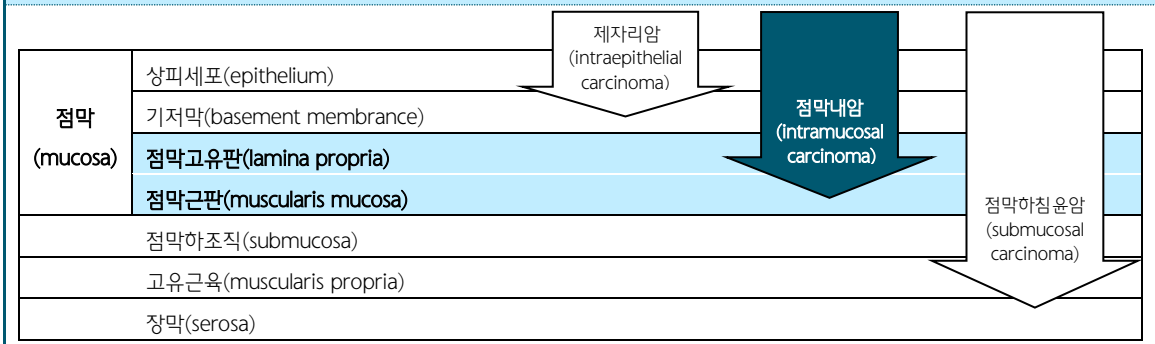 제자리암
(intraepithelial
carcinoma)
상피세포(epithelium)
점막
(mucosa)
기저막(basement membrance)
점막내암
(intramucosal
carcinoma)
점막고유판(lamina propria)
점막근판(muscularis mucosa)
점막하침윤암
(submucosal
carcinoma)
점막하조직(submucosa)
고유근육(muscularis propria)
장막(serosa)